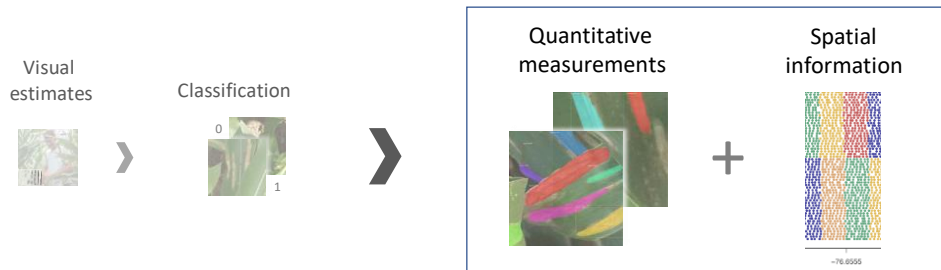 Visual
estimates
Classification
0
1
Quantitative
measurements
+
Spatial
information
-76.6555